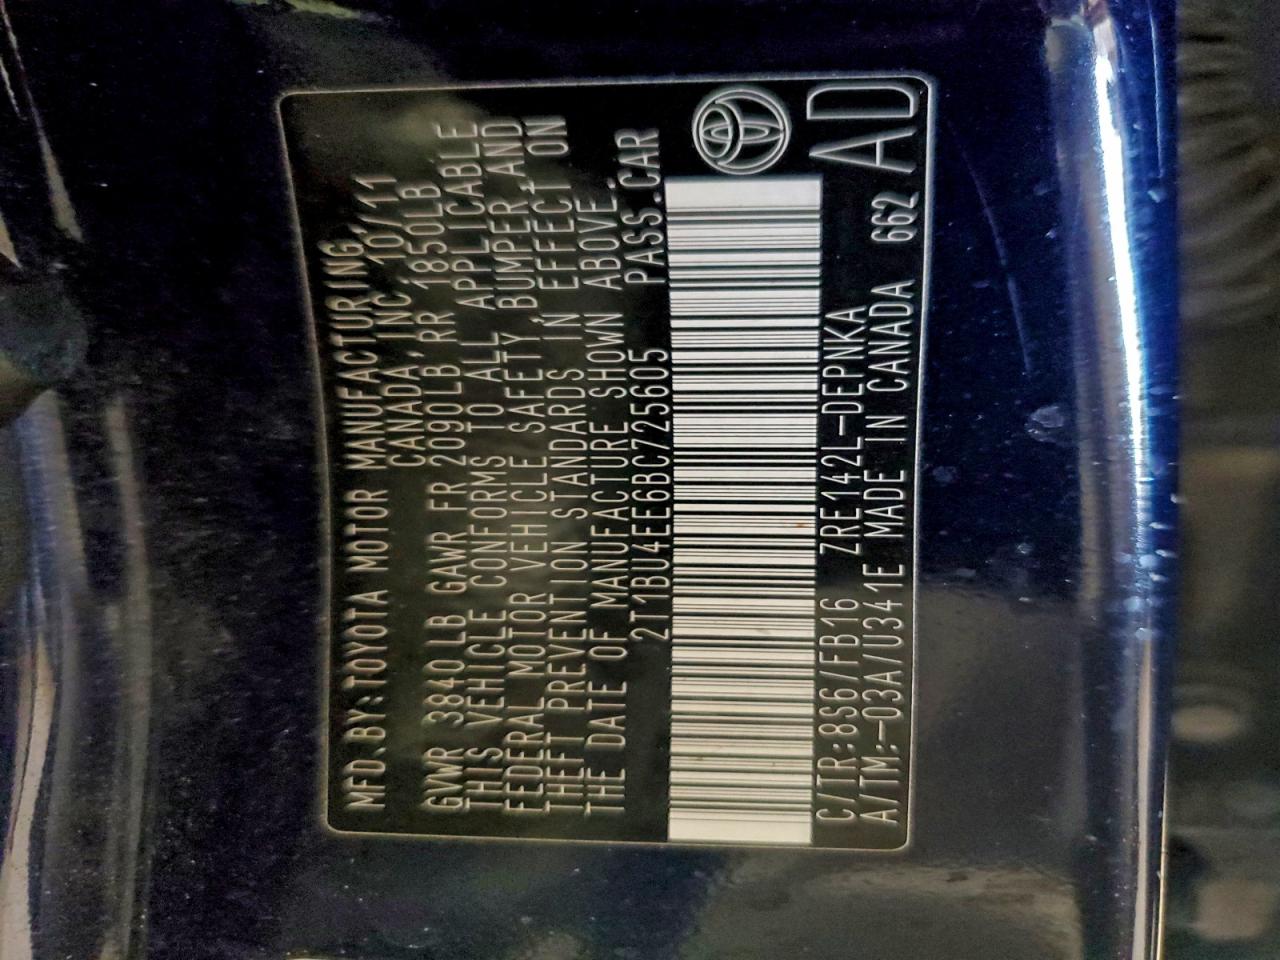 MFD.BY:TOYOTA MOTOR MANUFACTURING,
CANADA, INC 10/11
GVWR 3840LB GAWR FR 2090LB, RR 1850LB
THIS VEHICLE CONFORMS TO ALL APPLICABLE
FEDERAL MOTOR VEHICLE SAFETY, BUMPER, AND
THEFT PREVENTION STANDARDS IN EFFECT ON
THE DATE OF MANUFACTURE SHOWN ABOVE.
2T1BU4EE6BC725605 PASS.CAR
C/TR:8S6/FB16 ZRE142L-DEPNKA
A/TM:-03A/U341E MADE IN CANADA 662
AD